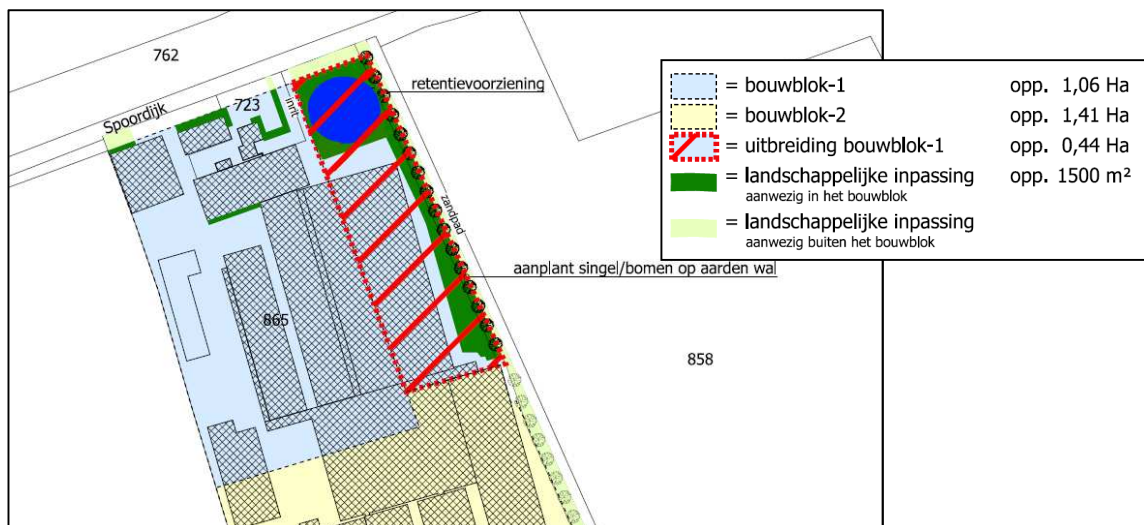 762
retentievoorziening
723
inrit
Spoordijk
zandpad
aanplant singel/bomen op aarden wal
865
858
= bouwblok-1 opp. 1,06 Ha
= bouwblok-2 opp. 1,41 Ha
= uitbreiding bouwblok-1 opp. 0,44 Ha
= landschappelijke inpassing opp. 1500 m²
aanwezig in het bouwblok
= landschappelijke inpassing
aanwezig buiten het bouwblok